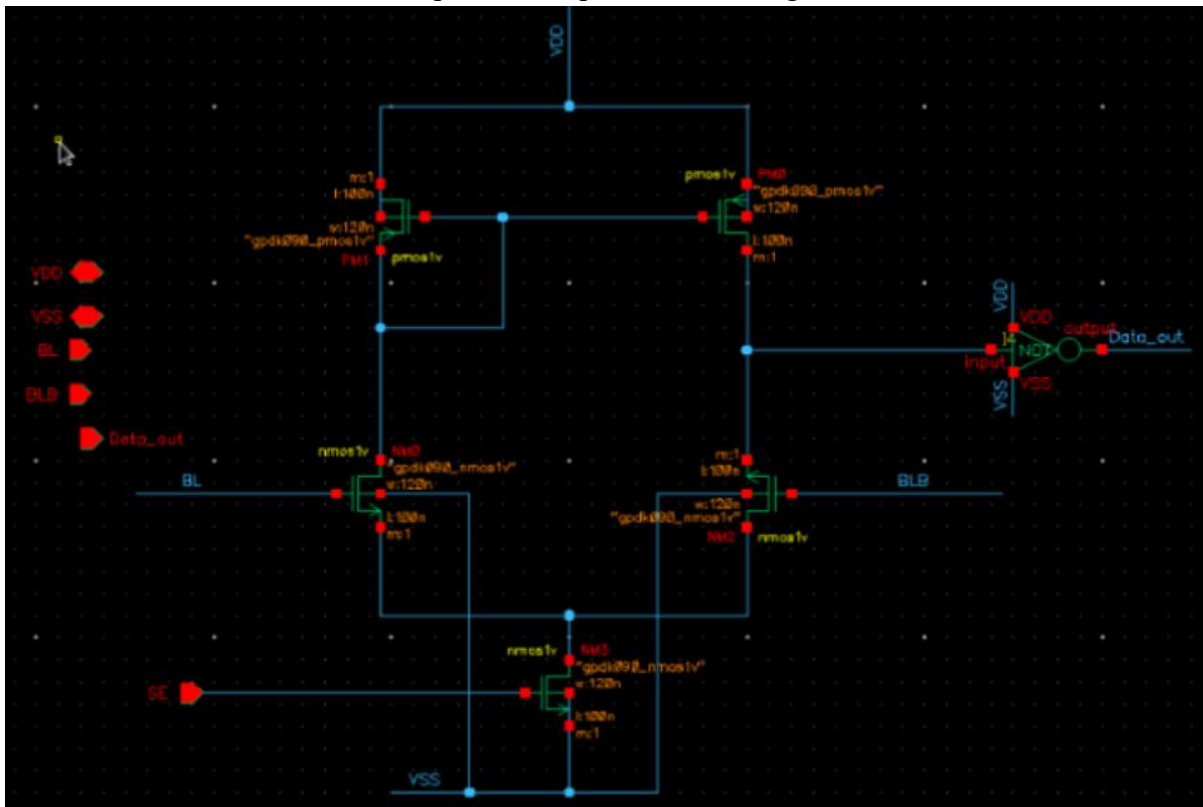 VDD
m:1
l:100n
w:120n
"gpdk090_pmos1v"
PM1
pmos1v
pmos1v
PM0
"gpdk090_pmos1v"
w:120n
l:100n
m:1
VDD
VSS
BL
BLB
Data_out
VDD
VDD
output
NOT
input
VSS
VSS
Data_out
nmos1v
NM0
"gpdk090_nmos1v"
w:120n
l:100n
m:1
BL
m:1
l:100n
w:120n
"gpdk090_nmos1v"
NM2
nmos1v
BLB
nmos1v
NM3
"gpdk090_nmos1v"
w:120n
l:100n
m:1
SE
VSS